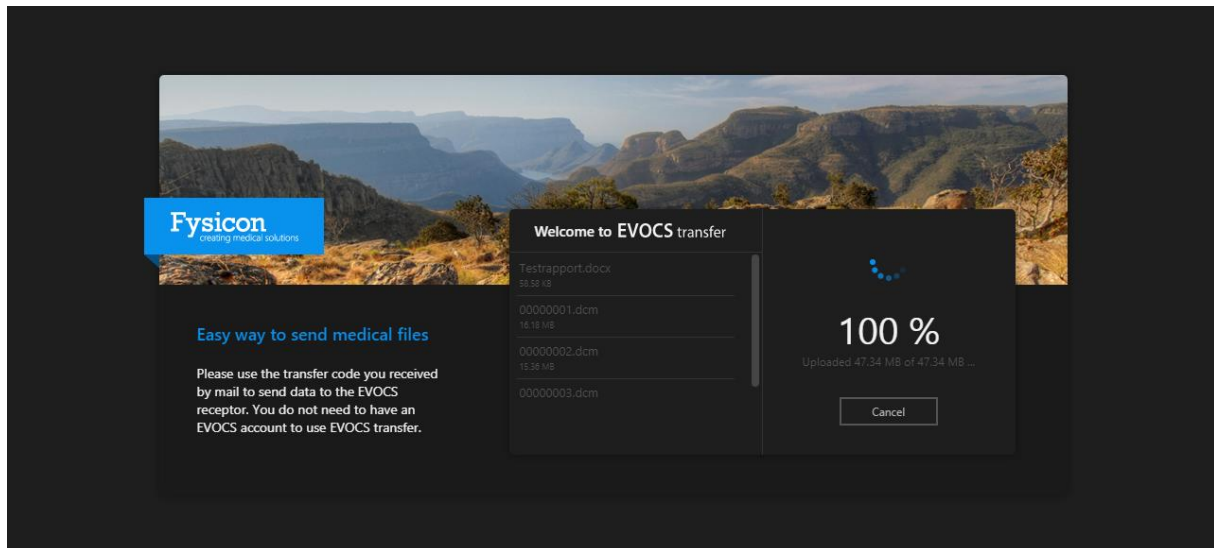 Fysicon
creating medical solutions
Easy way to send medical files
Please use the transfer code you received
by mail to send data to the EVOCS
receptor. You do not need to have an
EVOCS account to use EVOCS transfer.
Welcome to EVOCS transfer
Testrapport.docx
58.58 KB
00000001.dcm
16.18 MB
00000002.dcm
15.36 MB
00000003.dcm
100 %
Uploaded 47.34 MB of 47.34 MB ...
Cancel